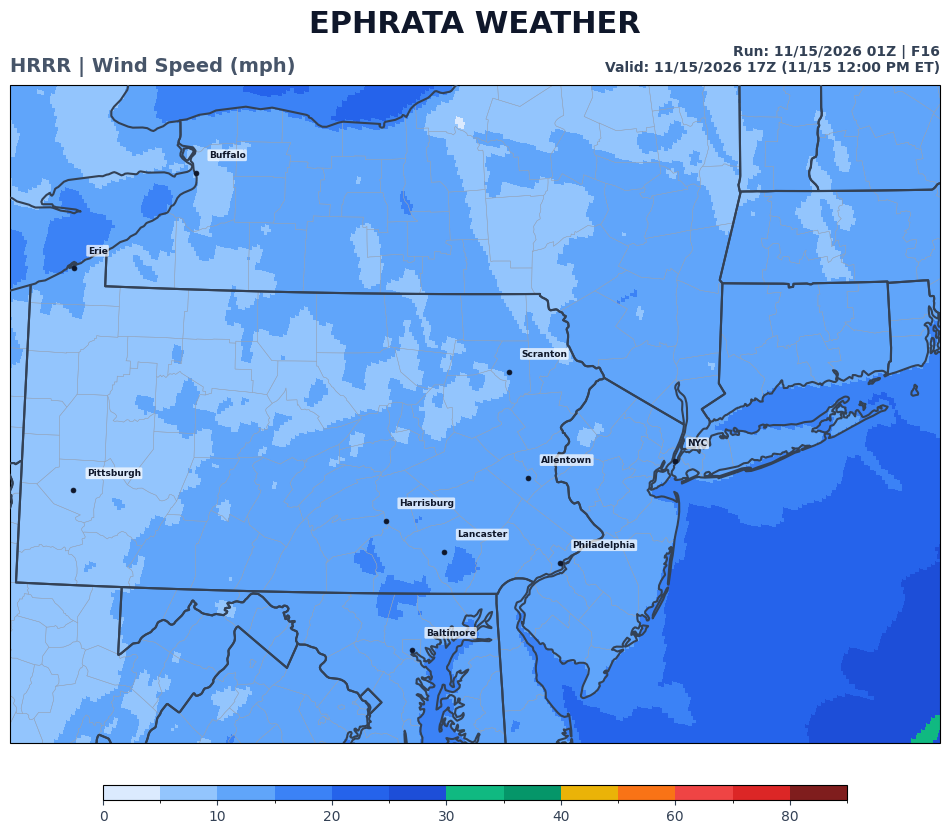 EPHRATA WEATHER
HRRR | Wind Speed (mph)
Run: 11/15/2026 01Z | F16
Valid: 11/15/2026 17Z (11/15 12:00 PM ET)
Buffalo
Erie
Scranton
NYC
Allentown
Pittsburgh
Harrisburg
Lancaster
Philadelphia
Baltimore
0 10 20 30 40 50 60 70 80